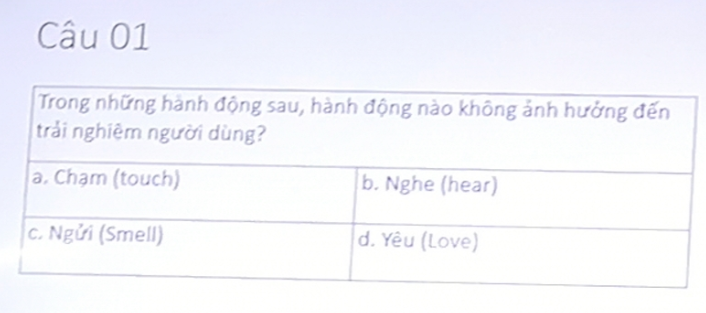 Câu 01
Trong những hành động sau, hành động nào không ảnh hưởng đến
trải nghiệm người dùng?
a. Chạm (touch)
b. Nghe (hear)
c. Ngửi (Smell)
d. Yêu (Love)